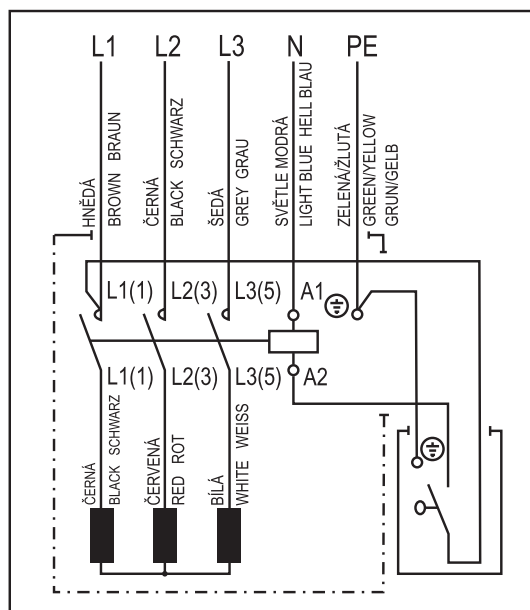 L1 L2 L3 N PE
HNĚDÁ
BROWN BRAUN
ČERNÁ
BLACK SCHWARZ
ŠEDÁ
GREY GRAU
SVĚTLE MODRÁ
LIGHT BLUE HELL BLAU
ZELENÁ/ŽLUTÁ
GREEN/YELLOW
GRUN/GELB
L1(1) L2(3) L3(5) A1
L1(1) L2(3) L3(5) A2
ČERNÁ
BLACK SCHWARZ
ČERVENÁ
RED ROT
BÍLÁ
WHITE WEISS